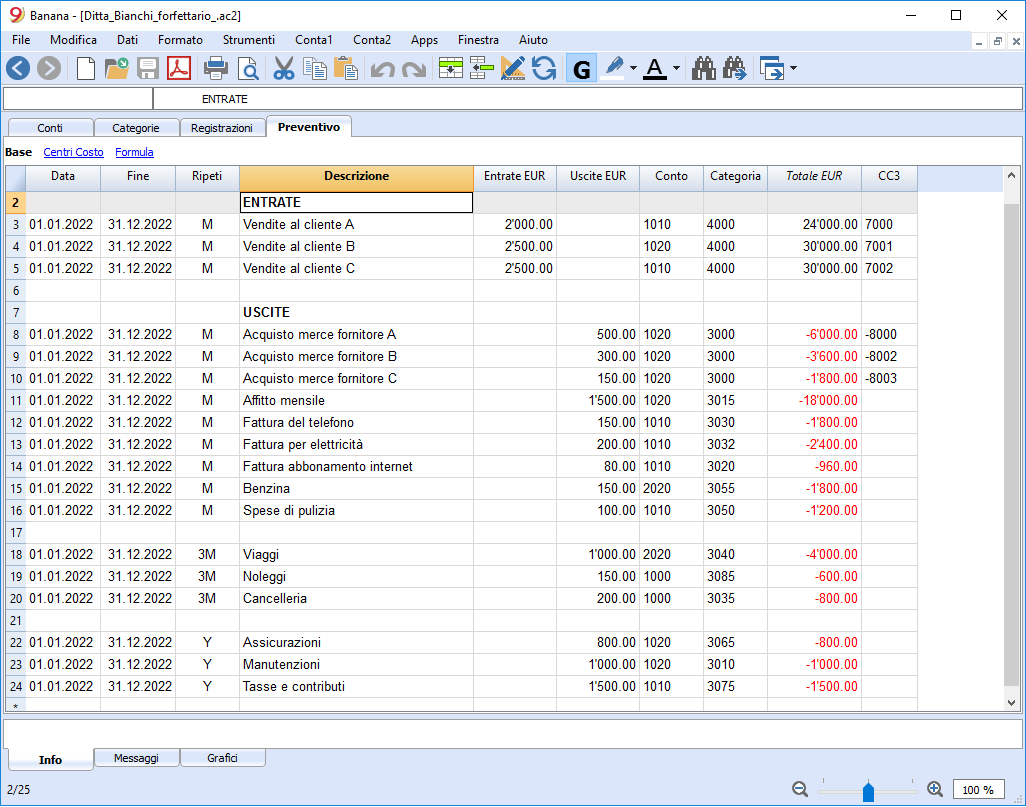 Banana - [Ditta_Bianchi_forfettario_.ac2]
File Modifica Dati Formato Strumenti Conta1 Conta2 Apps Finestra Aiuto
G A
ENTRATE
Conti Categorie Registrazioni Preventivo
Base Centri Costo Formula
Data Fine Ripeti Descrizione Entrate EUR Uscite EUR Conto Categoria Totale EUR CC3
2 ENTRATE
3 01.01.2022 31.12.2022 M Vendite al cliente A 2'000.00 1010 4000 24'000.00 7000
4 01.01.2022 31.12.2022 M Vendite al cliente B 2'500.00 1020 4000 30'000.00 7001
5 01.01.2022 31.12.2022 M Vendite al cliente C 2'500.00 1010 4000 30'000.00 7002
6
7 USCITE
8 01.01.2022 31.12.2022 M Acquisto merce fornitore A 500.00 1020 3000 -6'000.00 -8000
9 01.01.2022 31.12.2022 M Acquisto merce fornitore B 300.00 1020 3000 -3'600.00 -8002
10 01.01.2022 31.12.2022 M Acquisto merce fornitore C 150.00 1020 3000 -1'800.00 -8003
11 01.01.2022 31.12.2022 M Affitto mensile 1'500.00 1020 3015 -18'000.00
12 01.01.2022 31.12.2022 M Fattura del telefono 150.00 1010 3030 -1'800.00
13 01.01.2022 31.12.2022 M Fattura per elettricità 200.00 1010 3032 -2'400.00
14 01.01.2022 31.12.2022 M Fattura abbonamento internet 80.00 1010 3020 -960.00
15 01.01.2022 31.12.2022 M Benzina 150.00 2020 3055 -1'800.00
16 01.01.2022 31.12.2022 M Spese di pulizia 100.00 1010 3050 -1'200.00
17
18 01.01.2022 31.12.2022 3M Viaggi 1'000.00 2020 3040 -4'000.00
19 01.01.2022 31.12.2022 3M Noleggi 150.00 1000 3085 -600.00
20 01.01.2022 31.12.2022 3M Cancelleria 200.00 1000 3035 -800.00
21
22 01.01.2022 31.12.2022 Y Assicurazioni 800.00 1020 3065 -800.00
23 01.01.2022 31.12.2022 Y Manutenzioni 1'000.00 1020 3010 -1'000.00
24 01.01.2022 31.12.2022 Y Tasse e contributi 1'500.00 1010 3075 -1'500.00
*
Info Messaggi Grafici
2/25 100 %